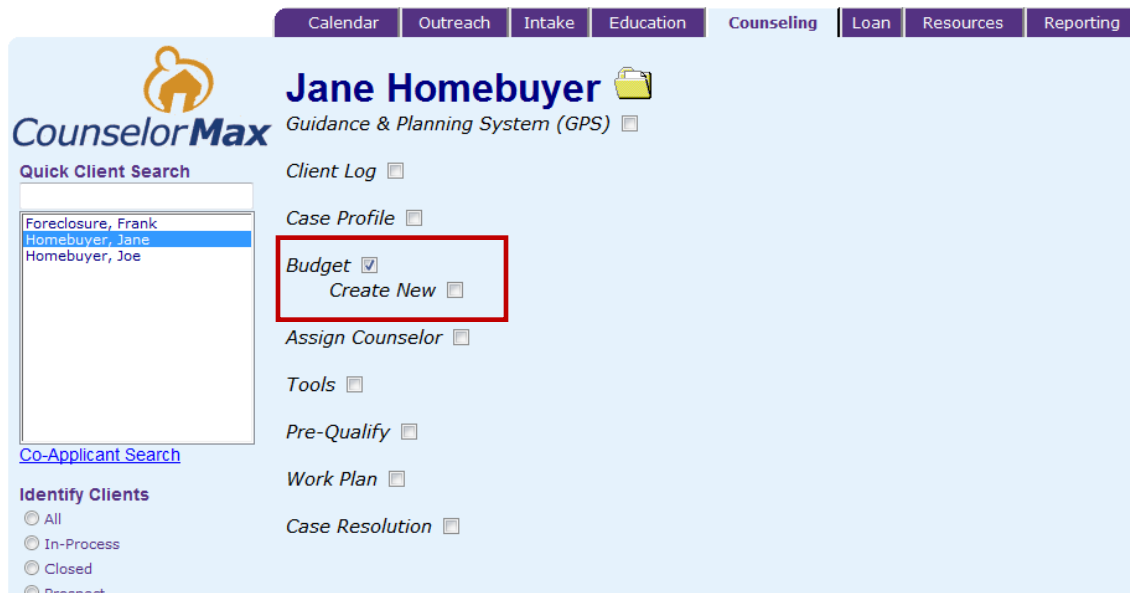 Calendar Outreach Intake Education Counseling Loan Resources Reporting
CounselorMax
Quick Client Search
Foreclosure, Frank
Homebuyer, Jane
Homebuyer, Joe
Co-Applicant Search
Identify Clients
All
In-Process
Closed
Prospect
Jane Homebuyer
Guidance & Planning System (GPS)
Client Log
Case Profile
Budget
Create New
Assign Counselor
Tools
Pre-Qualify
Work Plan
Case Resolution